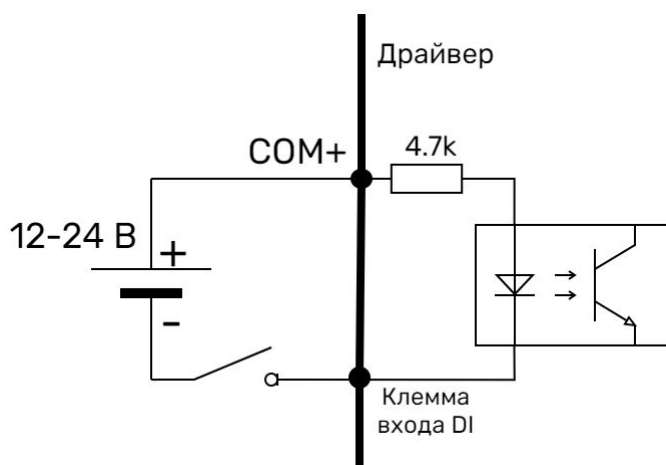 Драйвер
COM+
4.7k
12-24 В
+
-
Клемма
входа DI